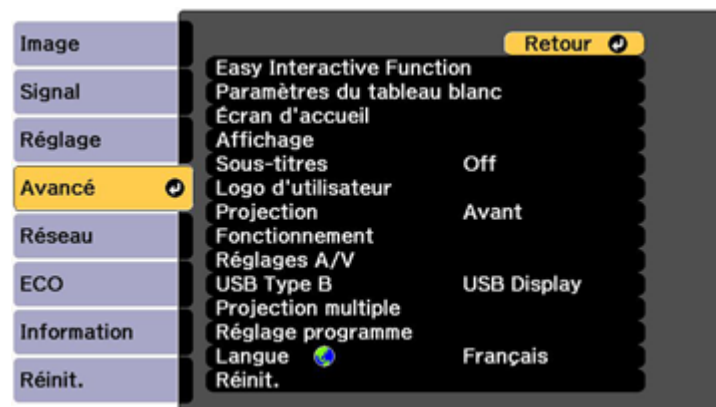 Image
Signal
Réglage
Avancé
Réseau
ECO
Information
Réinit.
Retour
Easy Interactive Function
Paramètres du tableau blanc
Écran d'accueil
Affichage
Sous-titres Off
Logo d'utilisateur
Projection Avant
Fonctionnement
Réglages A/V
USB Type B USB Display
Projection multiple
Réglage programme
Langue Français
Réinit.